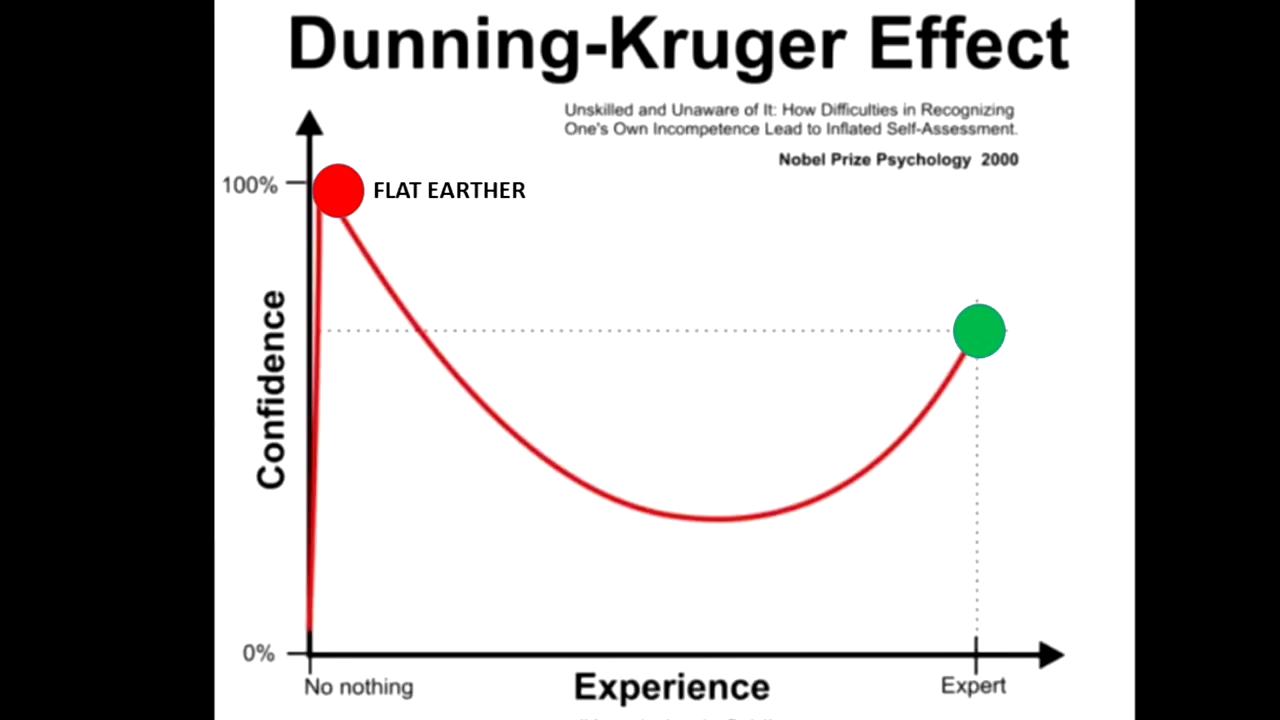 Dunning-Kruger Effect
Unskilled and Unaware of It: How Difficulties in Recognizing
One's Own Incompetence Lead to Inflated Self-Assessment.
Nobel Prize Psychology 2000
100%
FLAT EARTHER
Confidence
0%
No nothing
Experience
Expert